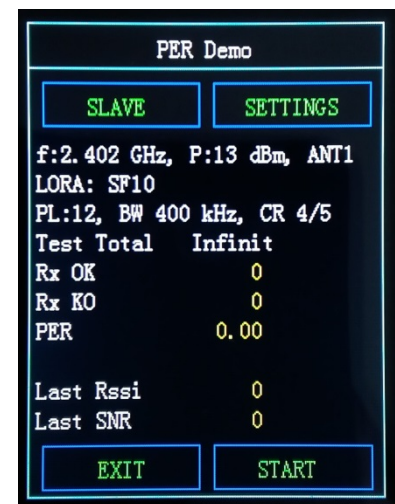 PER Demo
SLAVE SETTINGS
f:2.402 GHz, P:13 dBm, ANT1
LORA: SF10
PL:12, BW 400 kHz, CR 4/5
Test Total Infinit
Rx OK 0
Rx KO 0
PER 0.00
Last Rssi 0
Last SNR 0
EXIT START